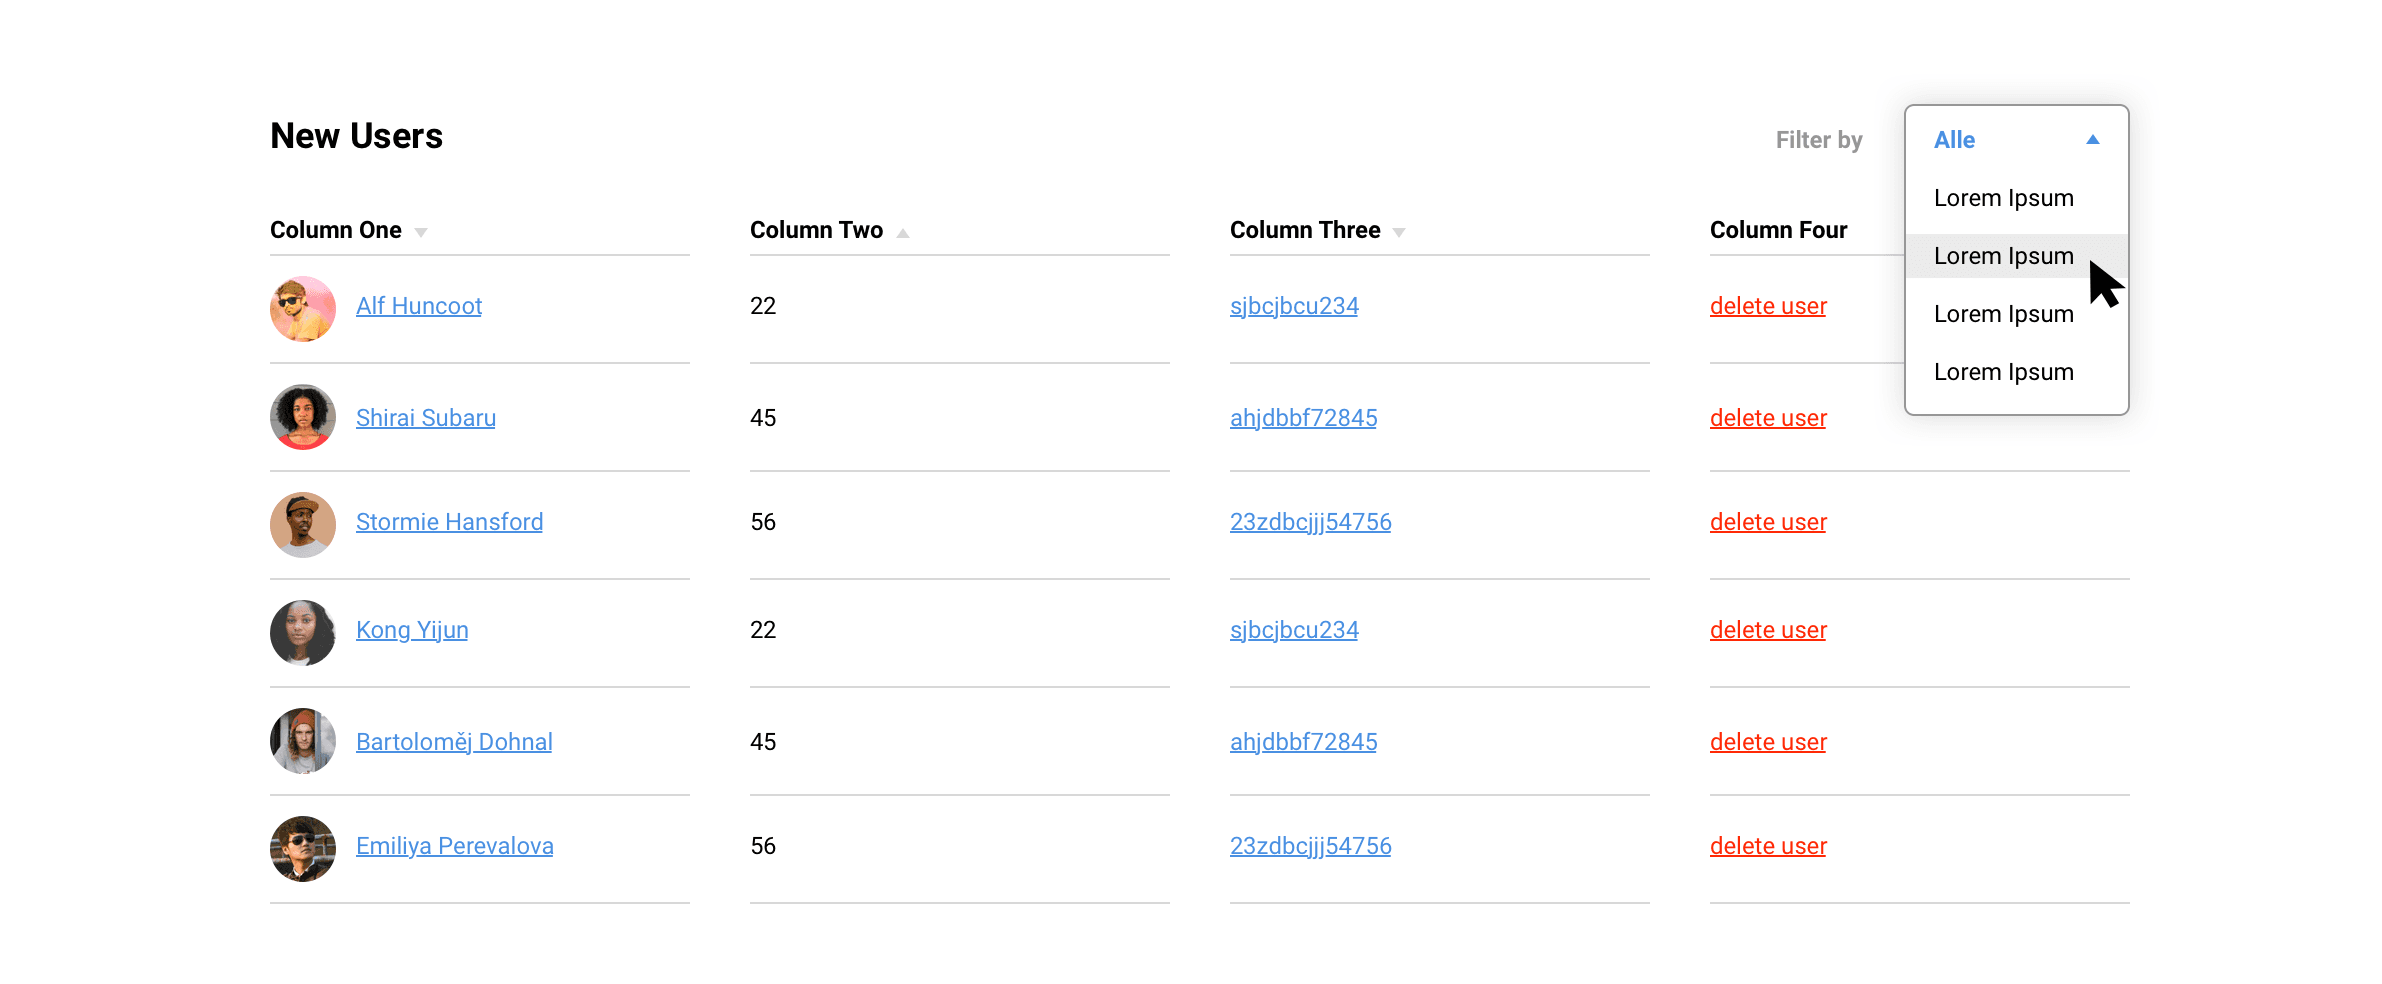 New Users
Filter by
Alle
Lorem Ipsum
Lorem Ipsum
Lorem Ipsum
Lorem Ipsum
Column One Column Two Column Three Column Four
Alf Huncoot 22 sjbcjbcu234 delete user
Shirai Subaru 45 ahjdbbf72845 delete user
Stormie Hansford 56 23zdbcjjj54756 delete user
Kong Yijun 22 sjbcjbcu234 delete user
Bartoloměj Dohnal 45 ahjdbbf72845 delete user
Emiliya Perevalova 56 23zdbcjjj54756 delete user